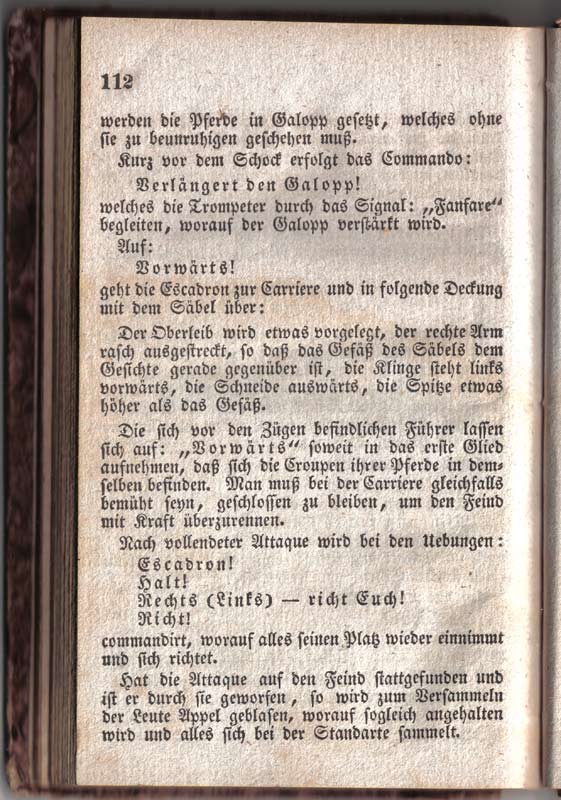 112
werden die Pferde in Galopp gesetzt, welches ohne
sie zu beunruhigen geschehen muß.
Kurz vor dem Schock erfolgt das Commando:
Verlängert den Galopp!
welches die Trompeter durch das Signal: „Fanfare“
begleiten, worauf der Galopp verstärkt wird.
Auf:
Vorwärts!
geht die Escadron zur Carriere und in folgende Deckung
mit dem Säbel über:
Der Oberleib wird etwas vorgelegt, der rechte Arm
rasch ausgestreckt, so daß das Gefäß des Säbels dem
Gesichte gerade gegenüber ist, die Klinge steht links
vorwärts, die Schneide auswärts, die Spitze etwas
höher als das Gefäß.
Die sich vor den Zügen befindlichen Führer lassen
sich auf: „Vorwärts“ soweit in das erste Glied
aufnehmen, daß sich die Croupen ihrer Pferde in dem-
selben befinden. Man muß bei der Carriere gleichfalls
bemüht seyn, geschlossen zu bleiben, um den Feind
mit Kraft überzurennen.
Nach vollendeter Attaque wird bei den Uebungen:
Escadron!
Halt!
Rechts (Links) — richt Euch!
Richt!
commandirt, worauf alles seinen Platz wieder einnimmt
und sich richtet.
Hat die Attaque auf den Feind stattgefunden und
ist er durch sie geworfen, so wird zum Versammeln
der Leute Appel geblasen, worauf sogleich angehalten
wird und alles sich bei der Standarte sammelt.